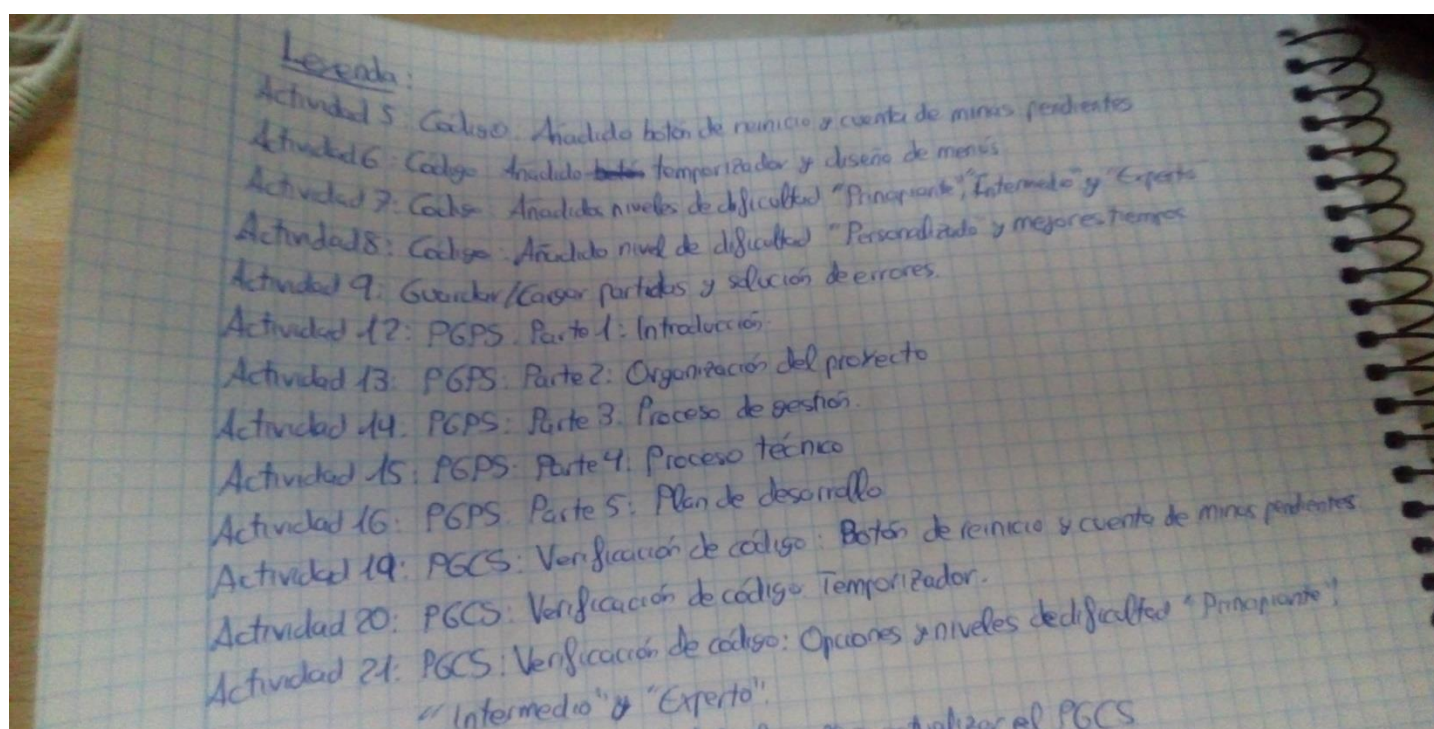 Leyenda:
Actividad 5: Código: Añadido botón de reinicio y cuenta de minas pendientes
Actividad 6: Código: Añadido botón temporizador y diseño de menús
Actividad 7: Código: Añadidos niveles de dificultad "Principiante", "Intermedio" y "Experto"
Actividad 8: Código: Añadido nivel de dificultad "Personalizado" y mejores tiempos
Actividad 9: Guardar/Cargar partidas y solución de errores.
Actividad 12: PGPS: Parte 1: Introducción
Actividad 13: PGPS: Parte 2: Organización del proyecto
Actividad 14: PGPS: Parte 3: Proceso de gestión.
Actividad 15: PGPS: Parte 4: Proceso técnico
Actividad 16: PGPS: Parte 5: Plan de desarrollo
Actividad 19: PGCS: Verificación de código: Botón de reinicio y cuenta de minas pendientes
Actividad 20: PGCS: Verificación de código Temporizador.
Actividad 21: PGCS: Verificación de código: Opciones y niveles de dificultad "Principiante",
"Intermedio" y "Experto".
el PGCS